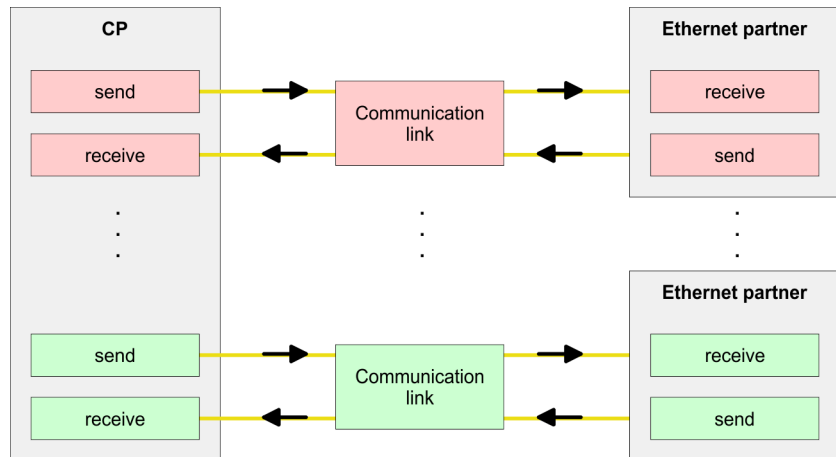 CP
Ethernet partner
send
Communication
link
receive
receive
send
Ethernet partner
send
Communication
link
receive
receive
send